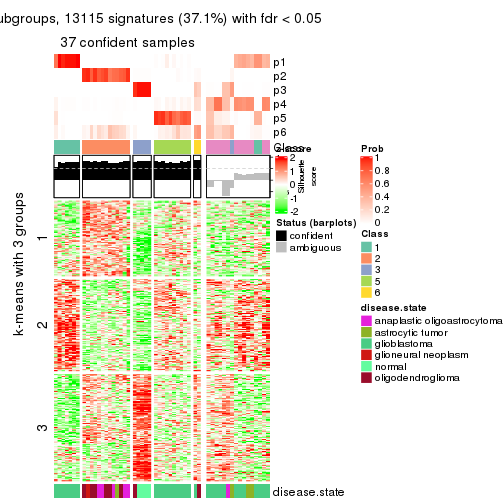 ubgroups, 13115 signatures (37.1%) with fdr < 0.05
37 confident samples
p1
p2
p3
p4
p5
p6
Class
z-score
2
1
0
-1
-2
Silhouette
score
Prob
1
0.8
0.6
0.4
0.2
0
Status (barplots)
confident
ambiguous
Class
1
2
3
5
6
disease.state
anaplastic oligoastrocytoma
astrocytic tumor
glioblastoma
glioneural neoplasm
normal
oligodendroglioma
k-means with 3 groups
1
2
3
disease.state